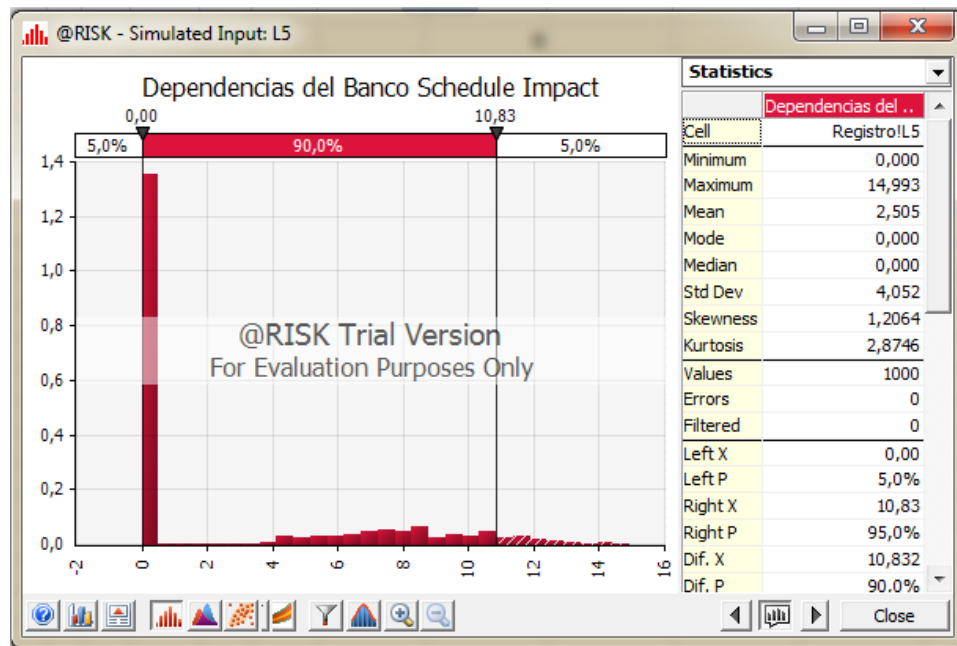 @RISK - Simulated Input: L5
Dependencias del Banco Schedule Impact
0,00 10,83
5,0% 90,0% 5,0%
1,4
1,2
1,0
0,8
0,6
0,4
0,2
0,0
-2 0 2 4 6 8 10 12 14 16
@RISK Trial Version
For Evaluation Purposes Only
Statistics
Dependencias del ..
Cell Registro!L5
Minimum 0,000
Maximum 14,993
Mean 2,505
Mode 0,000
Median 0,000
Std Dev 4,052
Skewness 1,2064
Kurtosis 2,8746
Values 1000
Errors 0
Filtered 0
Left X 0,00
Left P 5,0%
Right X 10,83
Right P 95,0%
Dif. X 10,832
Dif. P 90.0%
Close